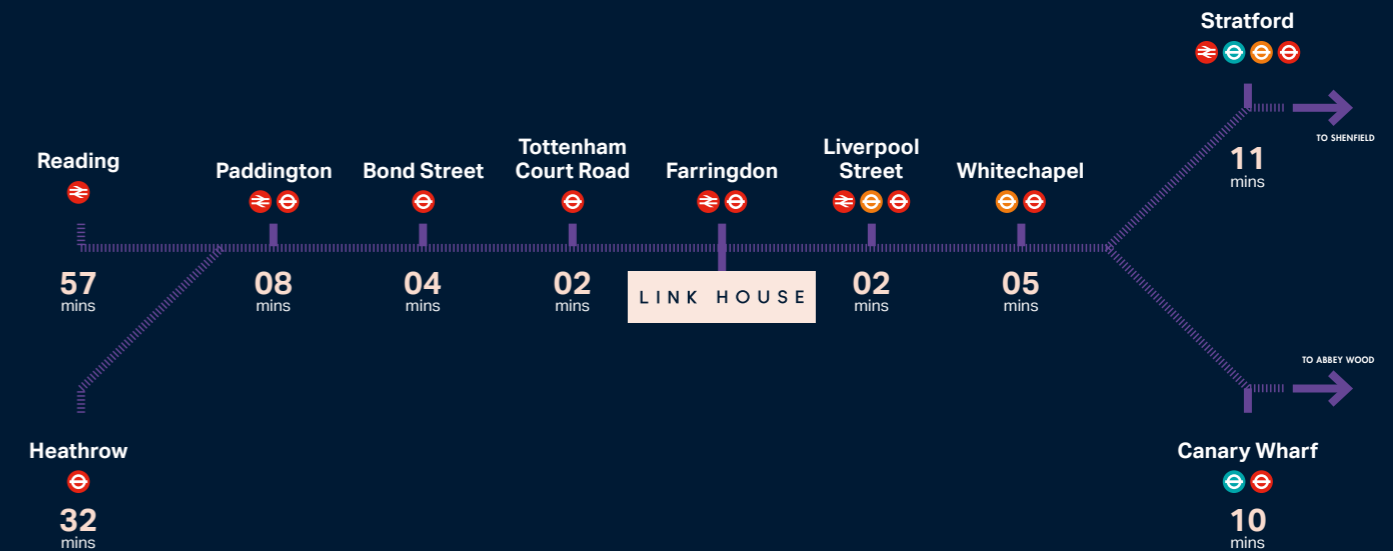 Stratford
TO SHENFIELD
11
mins
Reading
Paddington
Bond Street
Tottenham
Court Road
Farringdon
Liverpool
Street
Whitechapel
57
mins
08
mins
04
mins
02
mins
LINK HOUSE
02
mins
05
mins
TO ABBEY WOOD
Heathrow
32
mins
Canary Wharf
10
mins